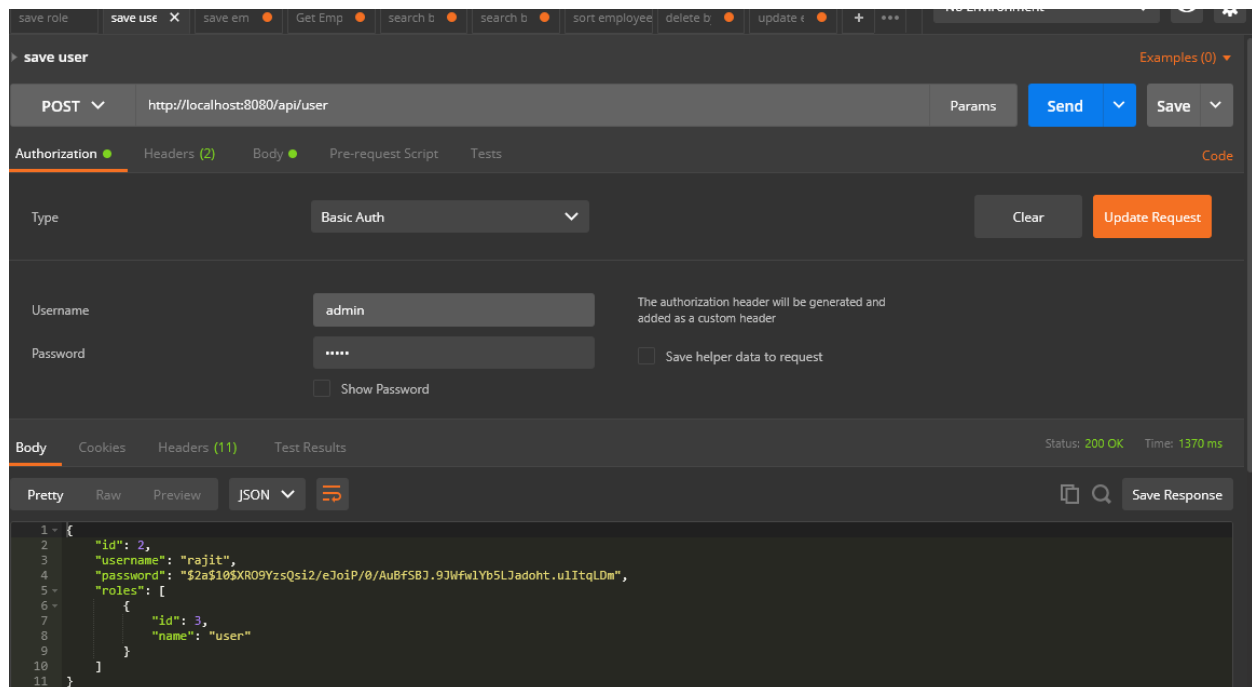 save role save use X save em Get Emp search b search b sort employee delete b update e + ••• No Environment
save user Examples (0)
POST http://localhost:8080/api/user Params Send Save
Authorization Headers (2) Body Pre-request Script Tests Code
Type Basic Auth Clear Update Request
Username admin The authorization header will be generated and
added as a custom header
Password ••••• Save helper data to request
Show Password
Body Cookies Headers (11) Test Results Status: 200 OK Time: 1370 ms
Pretty Raw Preview JSON Save Response
1 {
2 "id": 2,
3 "username": "rajit",
4 "password": "$2a$10$XRO9YzsQsi2/eJoiP/0/AuBfSBJ.9JWfwlYb5LJadoht.ulItqLDm",
5 "roles": [
6 {
7 "id": 3,
8 "name": "user"
9 }
10 ]
11 }